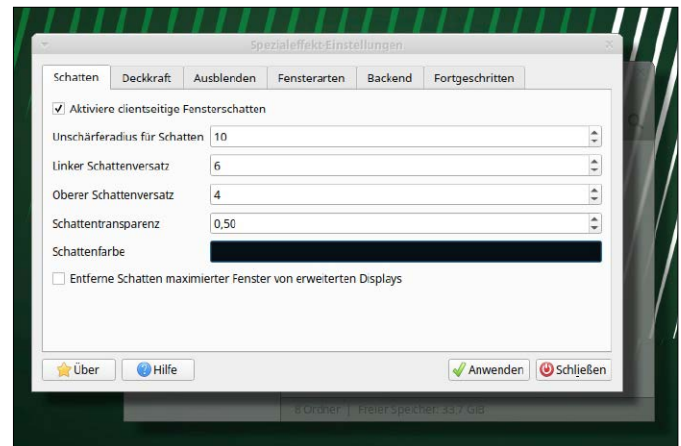 Spezialeffekt-Einstellungen
Schatten Deckkraft Ausblenden Fensterarten Backend Fortgeschritten
Aktiviere clientseitige Fensterschatten
Unschärferadius für Schatten 10
Linker Schattenversatz 6
Oberer Schattenversatz 4
Schattentransparenz 0,50
Schattenfarbe
Entferne Schatten maximierter Fenster von erweiterten Displays
Über Hilfe Anwenden Schließen
8 Ordner | Freier Speicher: 33,7 GiB